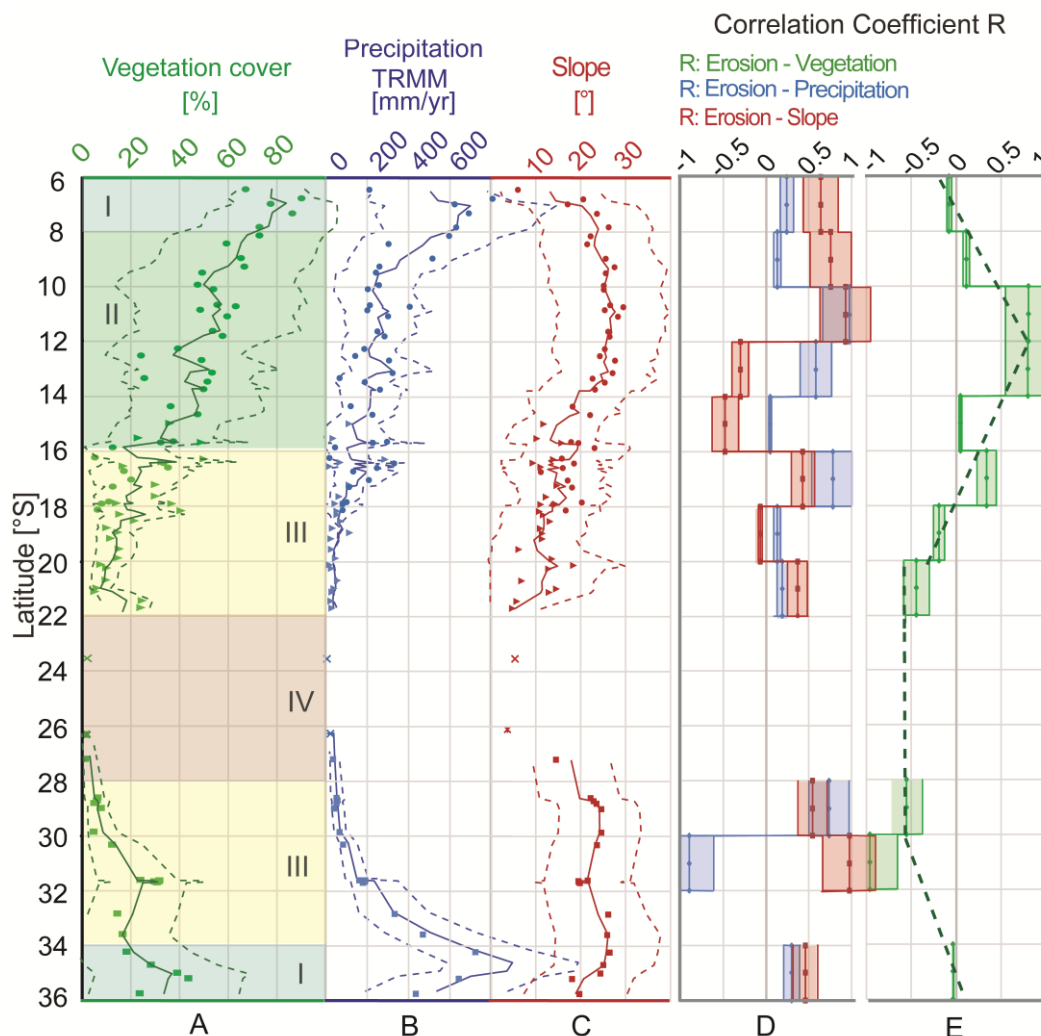 Correlation Coefficient R
Vegetation cover
[%]
Precipitation
TRMM
[mm/yr]
Slope
[°]
R: Erosion - Vegetation
R: Erosion - Precipitation
R: Erosion - Slope
0 20 40 60 80
0 200 400 600
10 20 30
-1 -0.5 0 0.5 1
-1 -0.5 0 0.5 1
Latitude [°S]
6
8
10
12
14
16
18
20
22
24
26
28
30
32
34
36
I
II
III
IV
III
I
A B C D E